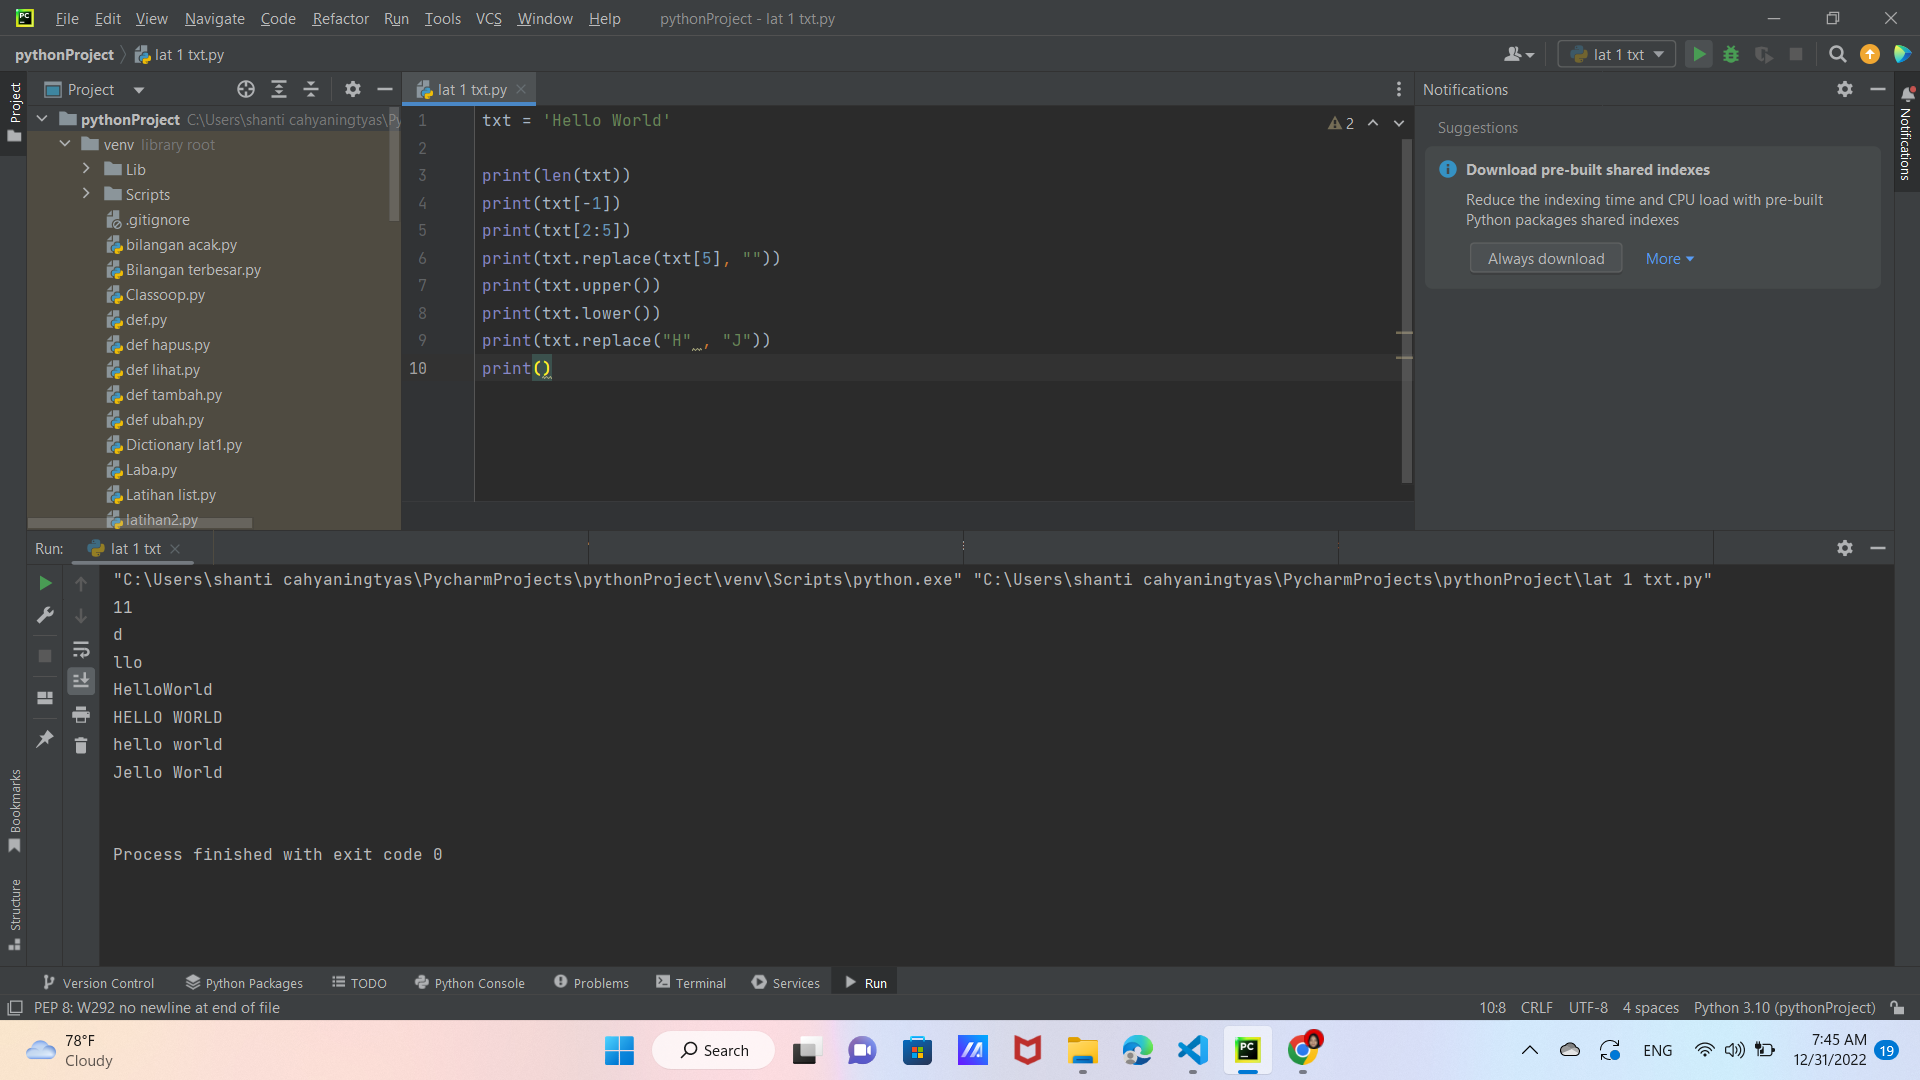 PC File Edit View Navigate Code Refactor Run Tools VCS Window Help pythonProject - lat 1 txt.py
pythonProject lat 1 txt.py lat 1 txt
Project
Project
lat 1 txt.py
Notifications
pythonProject C:\Users\shanti cahyaningtyas\Py
venv library root
Lib
Scripts
.gitignore
bilangan acak.py
Bilangan terbesar.py
Classoop.py
def.py
def hapus.py
def lihat.py
def tambah.py
def ubah.py
Dictionary lat1.py
Laba.py
Latihan list.py
latihan2.py
1 txt = 'Hello World'
2
3 print(len(txt))
4 print(txt[-1])
5 print(txt[2:5])
6 print(txt.replace(txt[5], ""))
7 print(txt.upper())
8 print(txt.lower())
9 print(txt.replace("H" , "J"))
10 print()
2
Suggestions
Download pre-built shared indexes
Reduce the indexing time and CPU load with pre-built
Python packages shared indexes
Always download More
Notifications
Run: lat 1 txt
"C:\Users\shanti cahyaningtyas\PycharmProjects\pythonProject\venv\Scripts\python.exe" "C:\Users\shanti cahyaningtyas\PycharmProjects\pythonProject\lat 1 txt.py"
11
d
llo
HelloWorld
HELLO WORLD
hello world
Jello World
Process finished with exit code 0
Bookmarks
Structure
Version Control Python Packages TODO Python Console Problems Terminal Services Run
PEP 8: W292 no newline at end of file 10:8 CRLF UTF-8 4 spaces Python 3.10 (pythonProject)
78°F
Cloudy
Search
PC
ENG
7:45 AM
12/31/2022
19